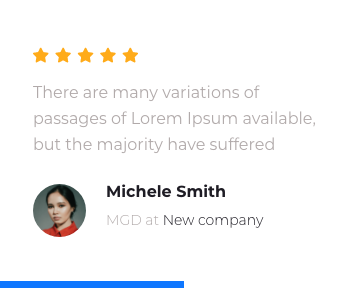 There are many variations of
passages of Lorem Ipsum available,
but the majority have suffered
Michele Smith
MGD at New company